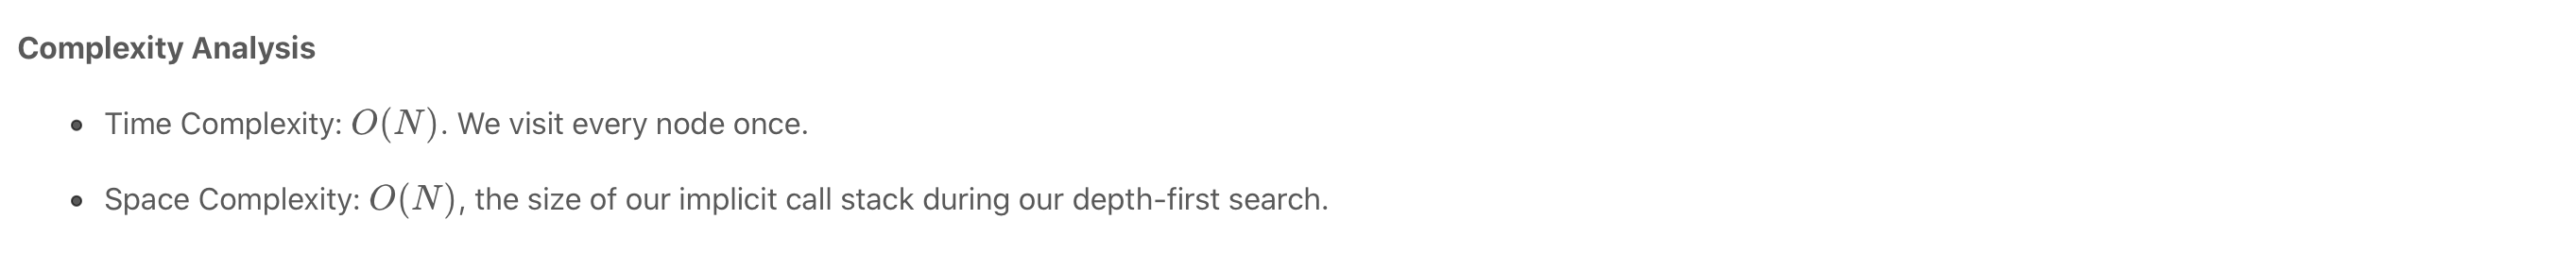 Complexity Analysis
• Time Complexity: O(N). We visit every node once.
• Space Complexity: O(N), the size of our implicit call stack during our depth-first search.